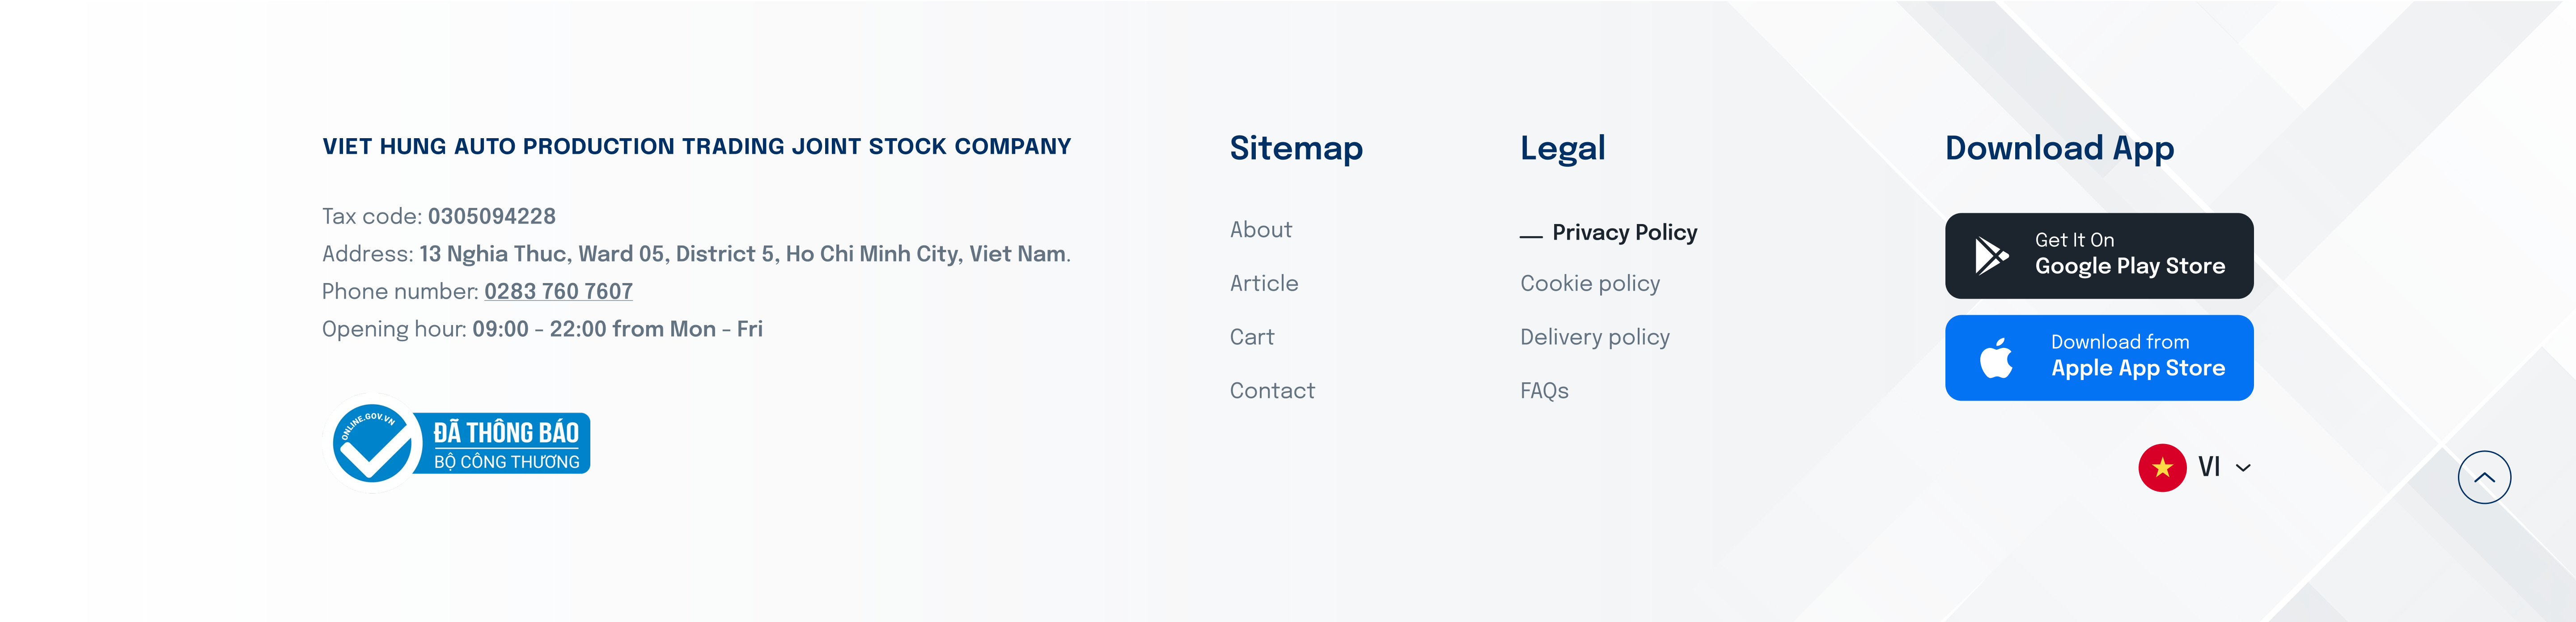 VIET HUNG AUTO PRODUCTION TRADING JOINT STOCK COMPANY
Tax code: 0305094228
Address: 13 Nghia Thuc, Ward 05, District 5, Ho Chi Minh City, Viet Nam.
Phone number: 0283 760 7607
Opening hour: 09:00 - 22:00 from Mon - Fri
ONLINE.GOV.VN
ĐÃ THÔNG BÁO
BỘ CÔNG THƯƠNG
Sitemap
About
Article
Cart
Contact
Legal
Privacy Policy
Cookie policy
Delivery policy
FAQs
Download App
Get It On
Google Play Store
Download from
Apple App Store
VI